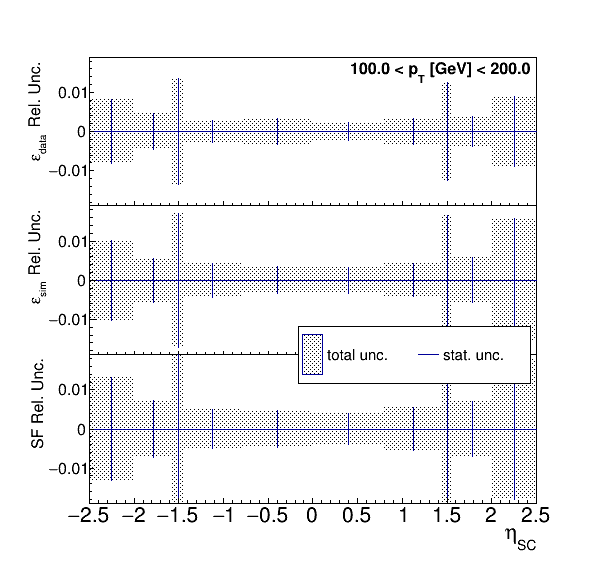 100.0 < p_T [GeV] < 200.0
ε_data Rel. Unc.
0.01
0
−0.01
ε_sim Rel. Unc.
0.01
0
−0.01
total unc.
stat. unc.
SF Rel. Unc.
0.01
0
−0.01
−2.5 −2 −1.5 −1 −0.5 0 0.5 1 1.5 2 2.5
η_SC